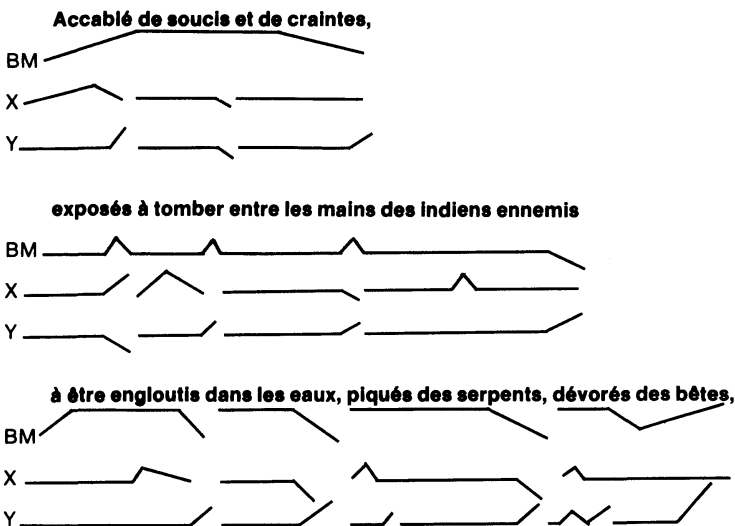 Accablé de soucis et de craintes,
BM
X
Y
exposés à tomber entre les mains des indiens ennemis
BM
X
Y
à être engloutis dans les eaux, piqués des serpents, dévorés des bêtes,
BM
X
Y